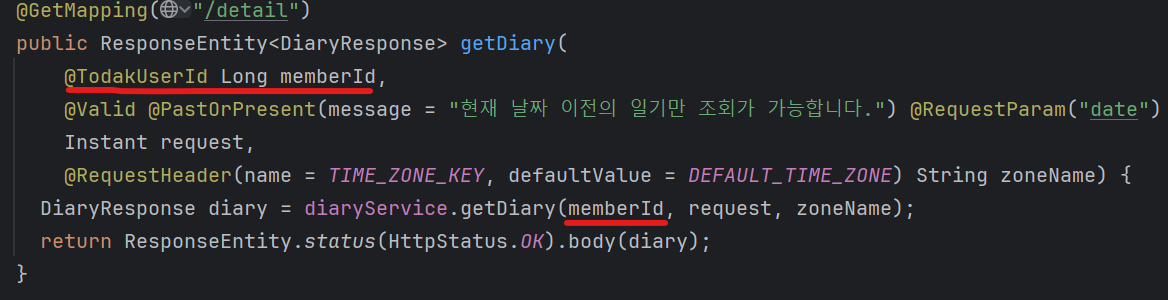 @GetMapping("/detail")
public ResponseEntity<DiaryResponse> getDiary(
@TodakUserId Long memberId,
@Valid @PastOrPresent(message = "현재 날짜 이전의 일기만 조회가 가능합니다.") @RequestParam("date")
Instant request,
@RequestHeader(name = TIME_ZONE_KEY, defaultValue = DEFAULT_TIME_ZONE) String zoneName) {
DiaryResponse diary = diaryService.getDiary(memberId, request, zoneName);
return ResponseEntity.status(HttpStatus.OK).body(diary);
}